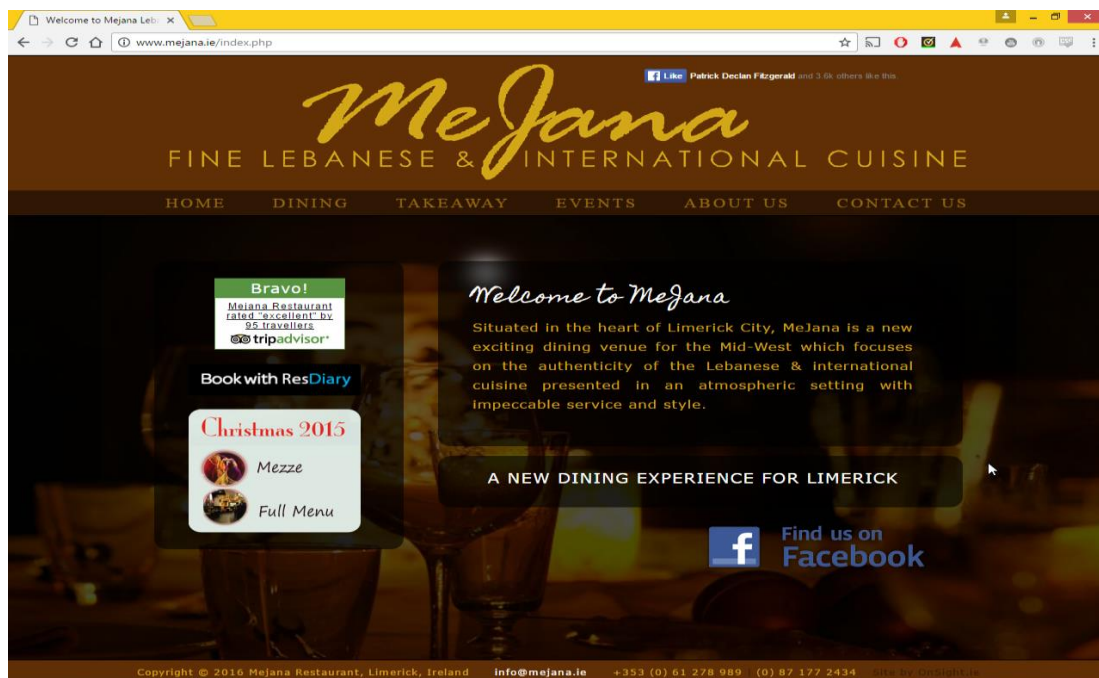 Welcome to Mejana Leb
www.mejana.ie/index.php
Like Patrick Declan Fitzgerald and 3.6k others like this.
MeJana
FINE LEBANESE & INTERNATIONAL CUISINE
HOME DINING TAKEAWAY EVENTS ABOUT US CONTACT US
Bravo!
Mejana Restaurant
rated "excellent" by
95 travellers
tripadvisor
Book with ResDiary
Christmas 2015
Mezze
Full Menu
Welcome to MeJana
Situated in the heart of Limerick City, MeJana is a new
exciting dining venue for the Mid-West which focuses
on the authenticity of the Lebanese & international
cuisine presented in an atmospheric setting with
impeccable service and style.
A NEW DINING EXPERIENCE FOR LIMERICK
Find us on
Facebook
Copyright © 2016 Mejana Restaurant, Limerick, Ireland info@mejana.ie +353 (0) 61 278 989 | (0) 87 177 2434 Site by OnSight.ie